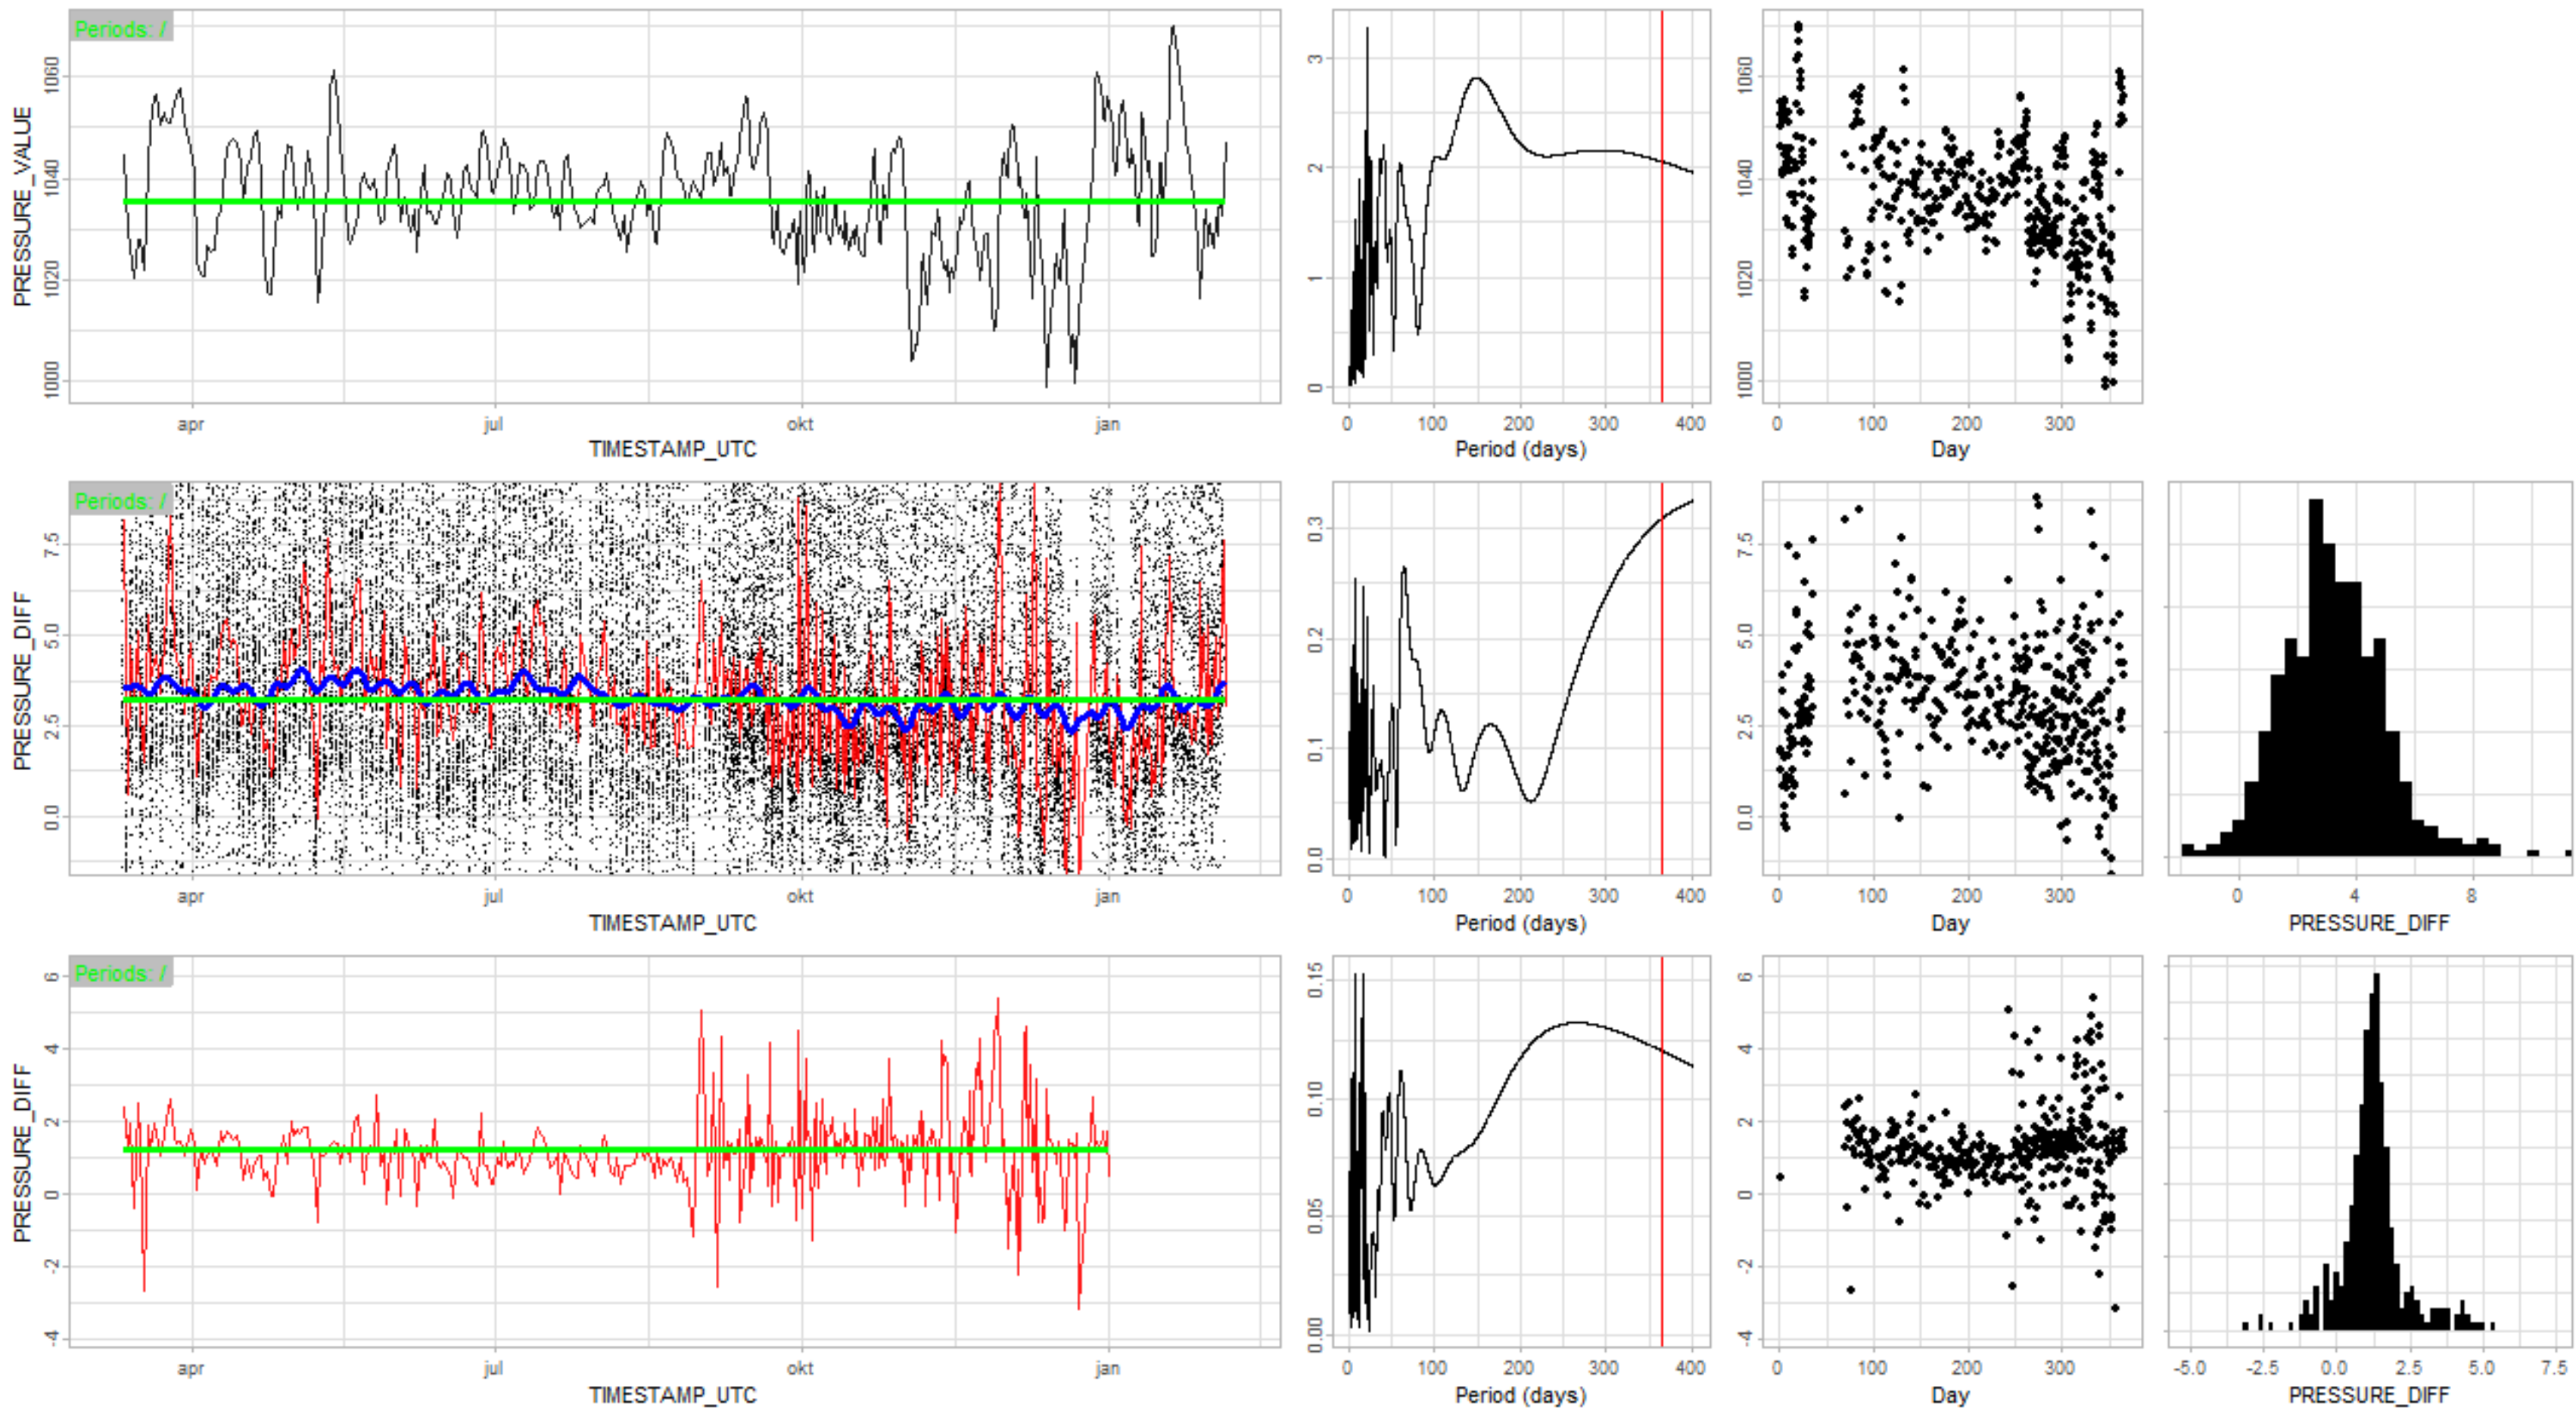 Periods: /
PRESSURE_VALUE
1000 1020 1040 1060
apr jul okt jan
TIMESTAMP_UTC
0 1 2 3
0 100 200 300 400
Period (days)
1000 1020 1040 1060
0 100 200 300
Day
Periods: /
PRESSURE_DIFF
0.0 2.5 5.0 7.5
apr jul okt jan
TIMESTAMP_UTC
0.0 0.1 0.2 0.3
0 100 200 300 400
Period (days)
0.0 2.5 5.0 7.5
0 100 200 300
Day
0 4 8
PRESSURE_DIFF
Periods: /
PRESSURE_DIFF
-4 -2 0 2 4 6
apr jul okt jan
TIMESTAMP_UTC
0.00 0.05 0.10 0.15
0 100 200 300 400
Period (days)
-4 -2 0 2 4 6
0 100 200 300
Day
-5.0 -2.5 0.0 2.5 5.0 7.5
PRESSURE_DIFF